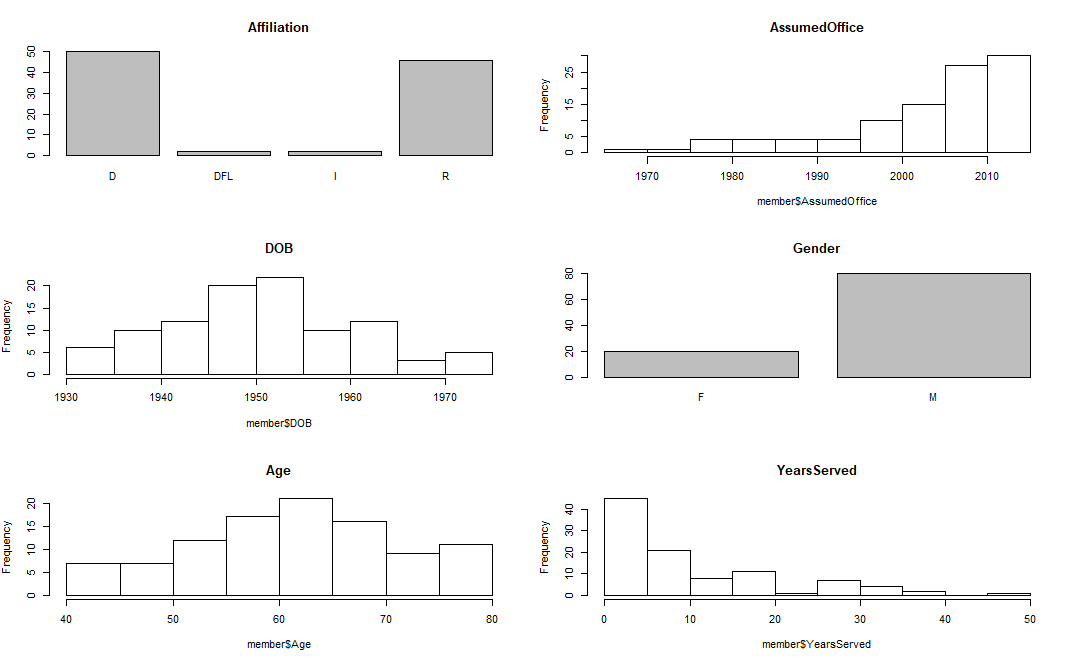 Affiliation
50
40
30
20
10
0
D DFL I R
AssumedOffice
Frequency
25
15
5
0
1970 1980 1990 2000 2010
member$AssumedOffice
DOB
Frequency
20
15
10
5
0
1930 1940 1950 1960 1970
member$DOB
Gender
80
60
40
20
0
F M
Age
Frequency
20
15
10
5
0
40 50 60 70 80
member$Age
YearsServed
Frequency
40
30
20
10
0
0 10 20 30 40 50
member$YearsServed